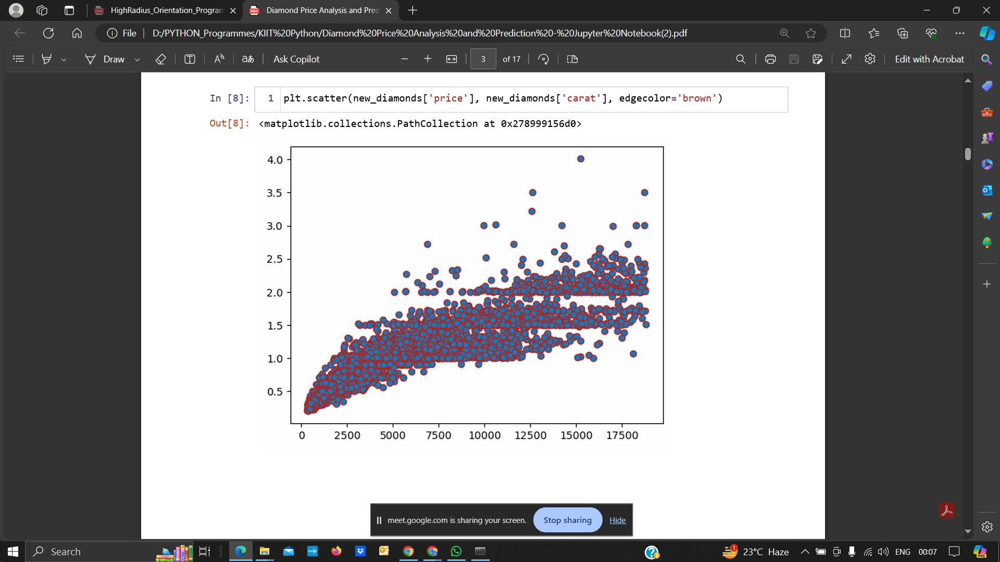 HighRadius_Orientation_Program
Diamond Price Analysis and Pred
File
D:/PYTHON_Programmes/KIIT%20Python/Diamond%20Price%20Analysis%20and%20Prediction%20-%20Jupyter%20Notebook(2).pdf
Draw
Ask Copilot
3 of 17
Edit with Acrobat
In [8]: 1 plt.scatter(new_diamonds['price'], new_diamonds['carat'], edgecolor='brown')
Out[8]: <matplotlib.collections.PathCollection at 0x278999156d0>
4.0
3.5
3.0
2.5
2.0
1.5
1.0
0.5
0 2500 5000 7500 10000 12500 15000 17500
meet.google.com is sharing your screen. Stop sharing Hide
Search
1
23°C Haze
ENG 00:07
PRE